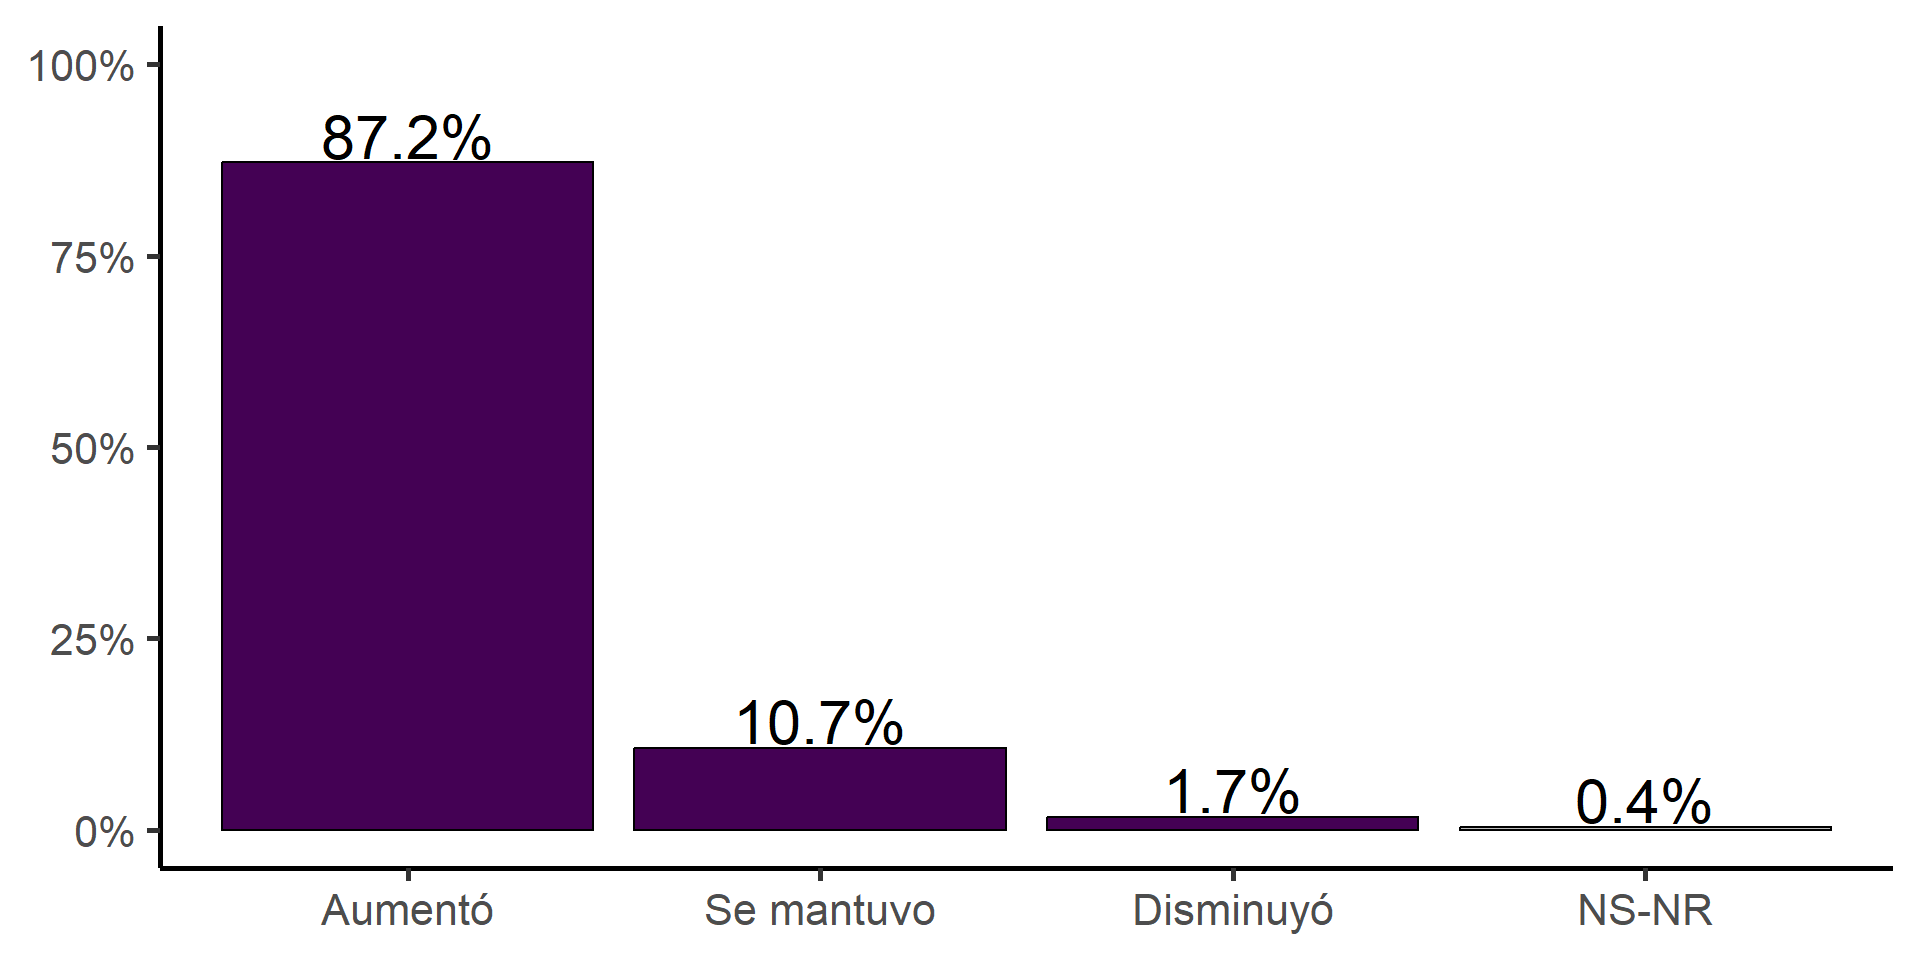 100%
87.2%
75%
50%
25%
10.7%
1.7%
0.4%
0%
Aumentó
Se mantuvo
Disminuyó
NS-NR